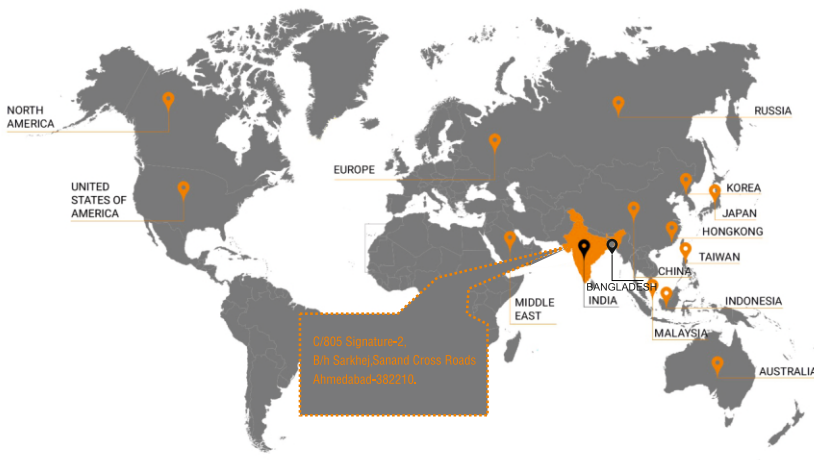 NORTH
AMERICA
RUSSIA
EUROPE
UNITED
STATES OF
AMERICA
KOREA
JAPAN
HONGKONG
TAIWAN
CHINA
BANGLADESH
INDIA
MIDDLE
EAST
INDONESIA
MALAYSIA
C/805 Signature-2,
B/h Sarkhej Sanand Cross Roads
Ahmedabad-382210.
AUSTRALIA